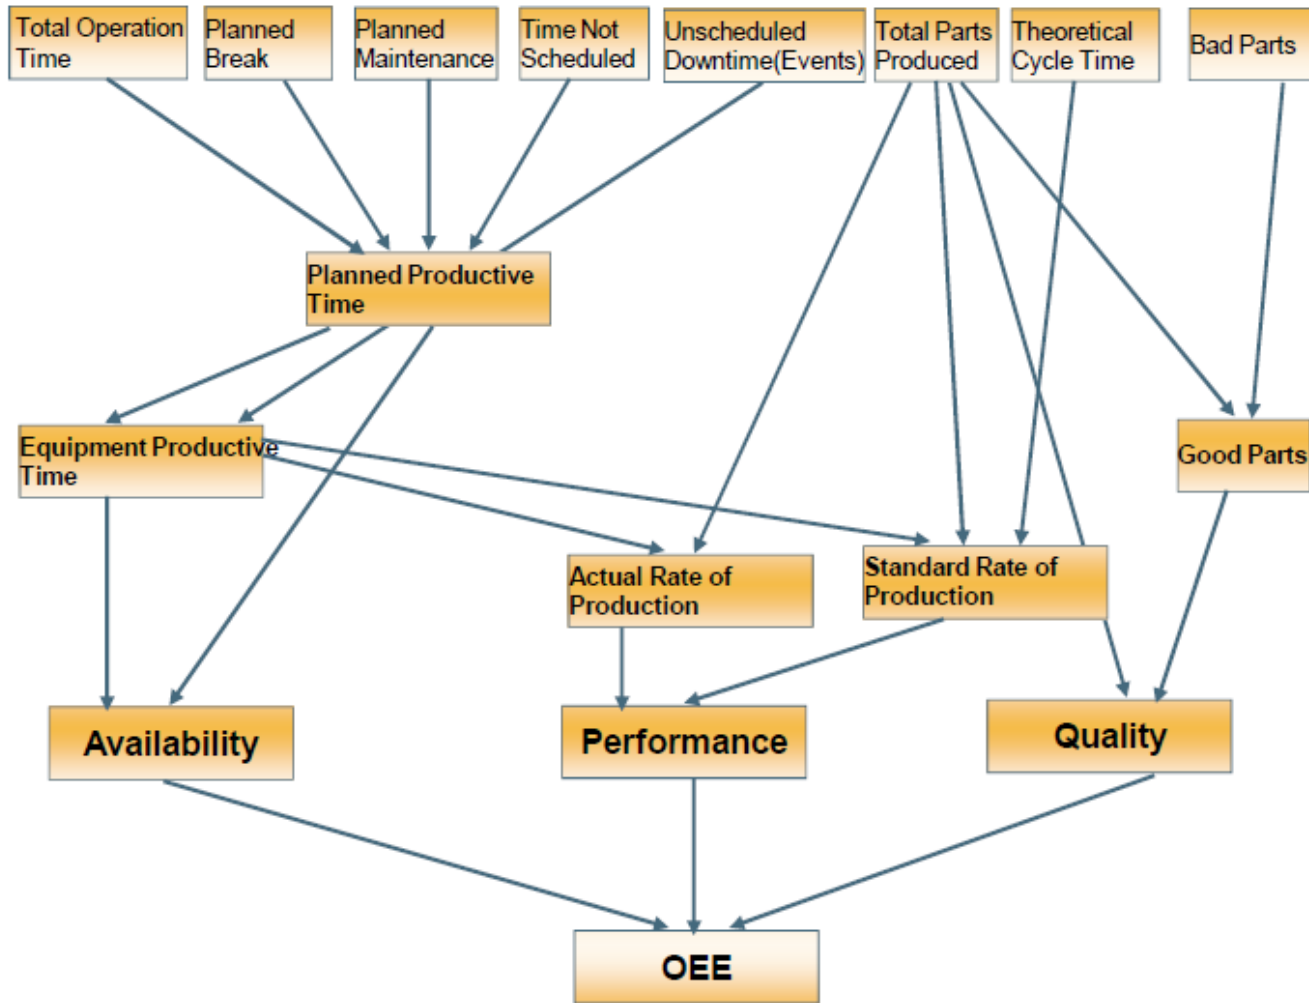 Total Operation
Time
Planned
Break
Planned
Maintenance
Time Not
Scheduled
Unscheduled
Downtime(Events)
Total Parts
Produced
Theoretical
Cycle Time
Bad Parts
Planned Productive
Time
Equipment Productive
Time
Good Parts
Actual Rate of
Production
Standard Rate of
Production
Availability
Performance
Quality
OEE